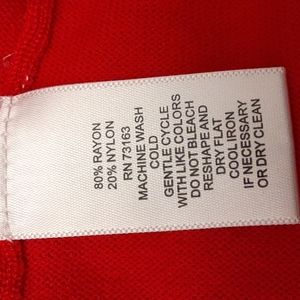 80% RAYON
20% NYLON
RN 73163
MACHINE WASH
COLD
GENTLE CYCLE
WITH LIKE COLORS
DO NOT BLEACH
RESHAPE AND
DRY FLAT
COOL IRON
IF NECESSARY
OR DRY CLEAN